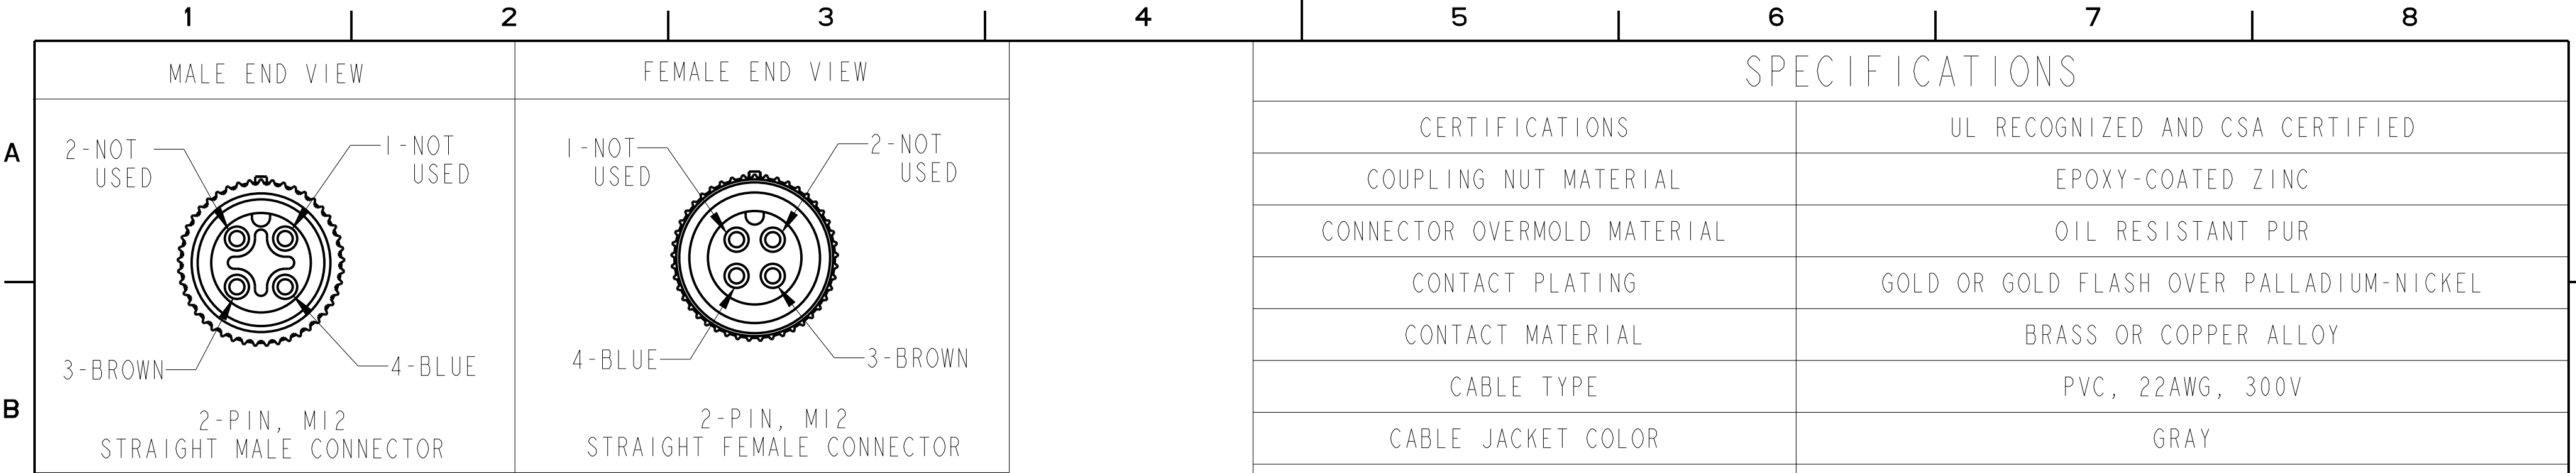 1 2 3 4 5 6 7 8
A
B
MALE END VIEW
2-NOT
USED
1-NOT
USED
3-BROWN
4-BLUE
2-PIN, M12
STRAIGHT MALE CONNECTOR
FEMALE END VIEW
1-NOT
USED
2-NOT
USED
4-BLUE
3-BROWN
2-PIN, M12
STRAIGHT FEMALE CONNECTOR
SPECIFICATIONS
CERTIFICATIONS UL RECOGNIZED AND CSA CERTIFIED
COUPLING NUT MATERIAL EPOXY-COATED ZINC
CONNECTOR OVERMOLD MATERIAL OIL RESISTANT PUR
CONTACT PLATING GOLD OR GOLD FLASH OVER PALLADIUM-NICKEL
CONTACT MATERIAL BRASS OR COPPER ALLOY
CABLE TYPE PVC, 22AWG, 300V
CABLE JACKET COLOR GRAY